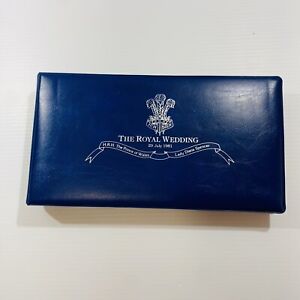 THE ROYAL WEDDING
29 July 1981
H.R.H. The Prince of Wales
Lady Diana Spencer